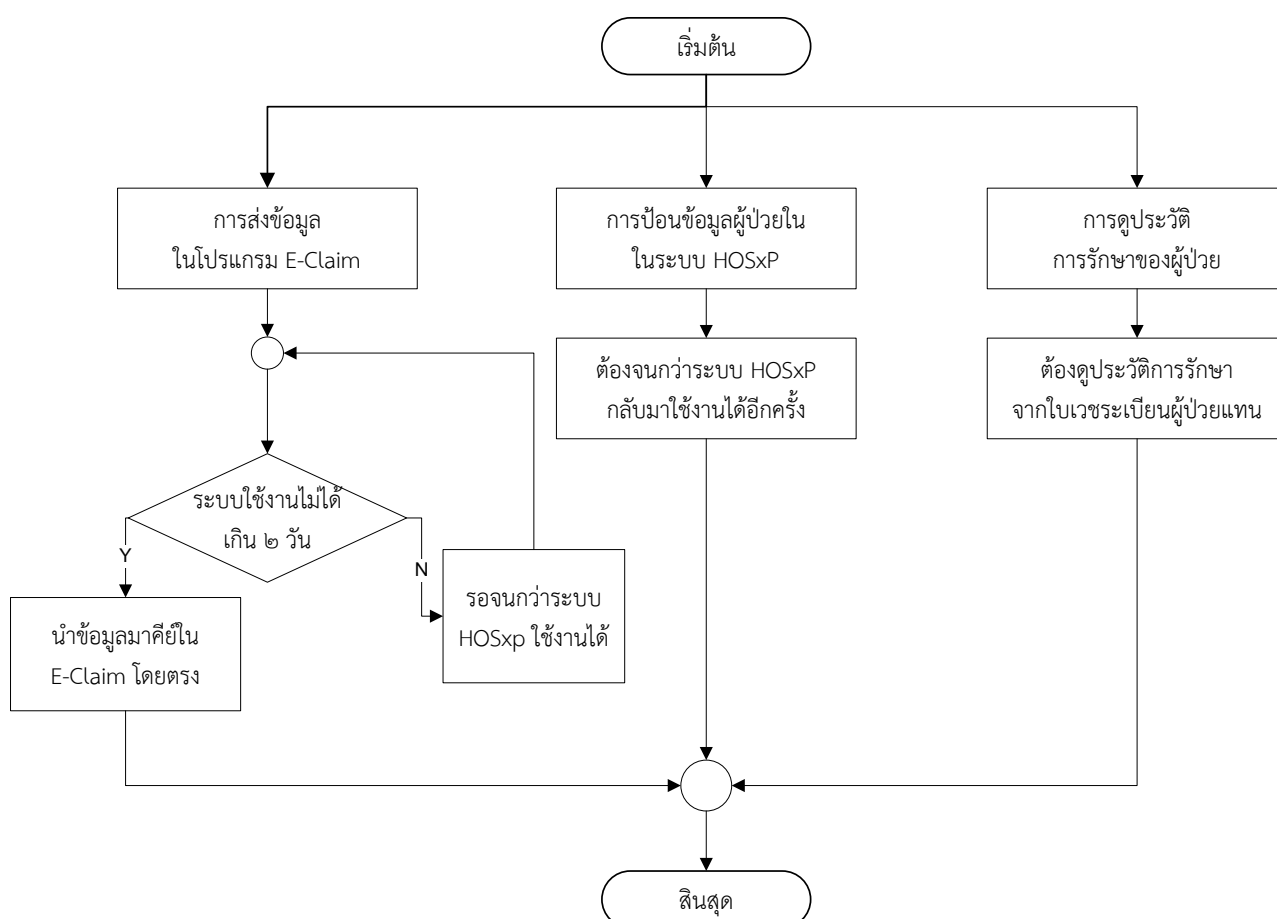 เริ่มต้น
การส่งข้อมูล
ในโปรแกรม E-Claim
การป้อนข้อมูลผู้ป่วยใน
ในระบบ HOSxP
การดูประวัติ
การรักษาของผู้ป่วย
ต้องจนกว่าระบบ HOSxP
กลับมาใช้งานได้อีกครั้ง
ต้องดูประวัติการรักษา
จากใบเวชระเบียนผู้ป่วยแทน
ระบบใช้งานไม่ได้
เกิน ๒ วัน
Y
N
รอจนกว่าระบบ
HOSxp ใช้งานได้
นำข้อมูลมาคีย์ใน
E-Claim โดยตรง
สินสุด